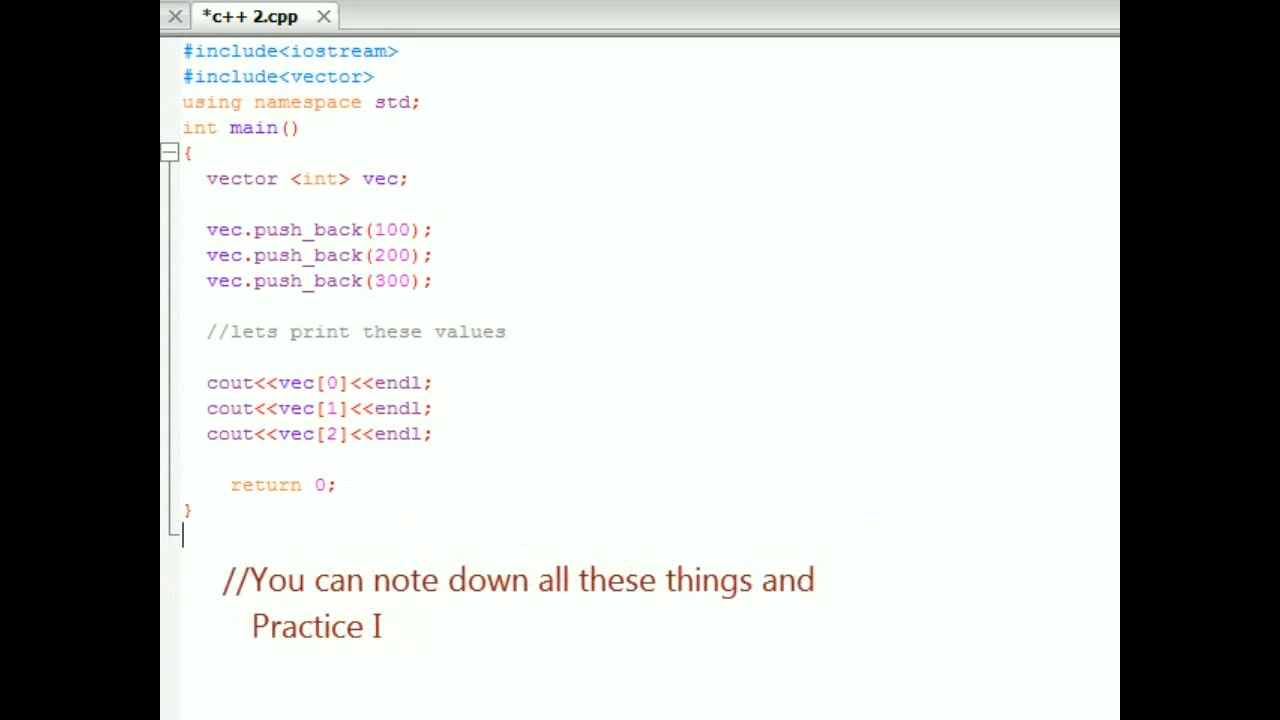 *c++ 2.cpp
#include<iostream>
#include<vector>
using namespace std;
int main()
{
vector <int> vec;
vec.push_back(100);
vec.push_back(200);
vec.push_back(300);
//lets print these values
cout<<vec[0]<<endl;
cout<<vec[1]<<endl;
cout<<vec[2]<<endl;
return 0;
}
//You can note down all these things and
Practice I